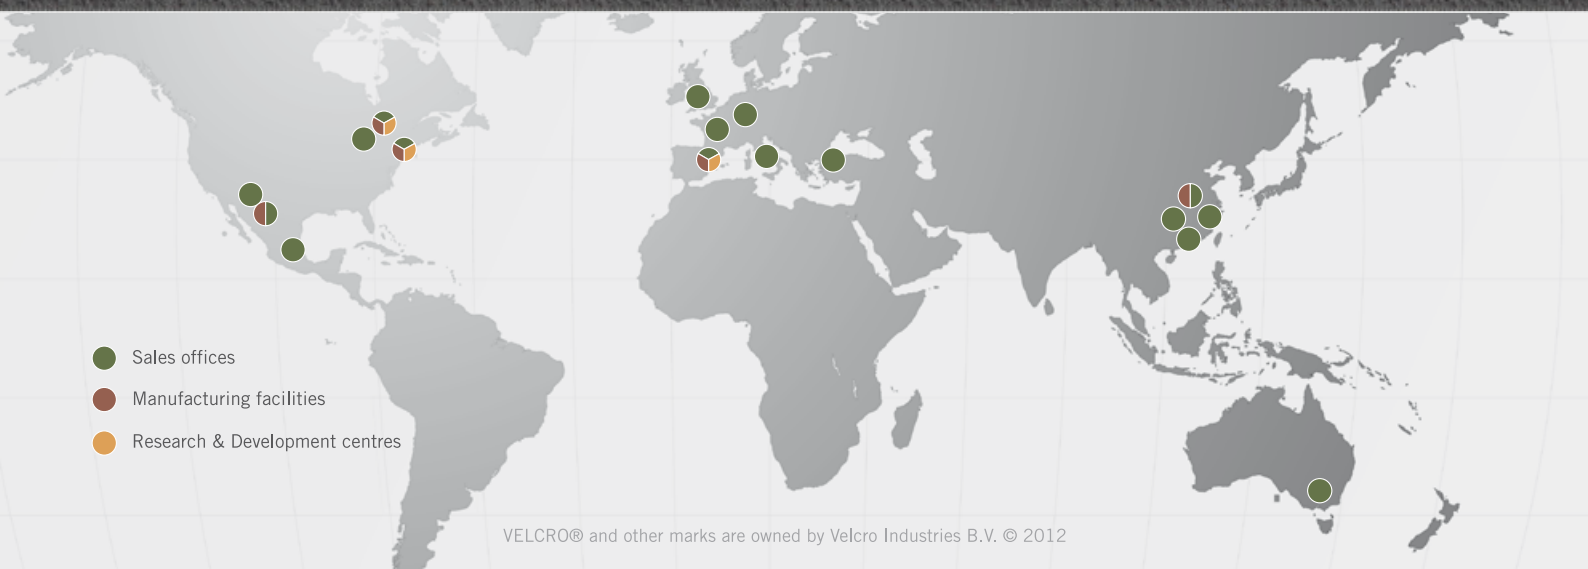 Sales offices
Manufacturing facilities
Research & Development centres
VELCRO® and other marks are owned by Velcro Industries B.V. © 2012